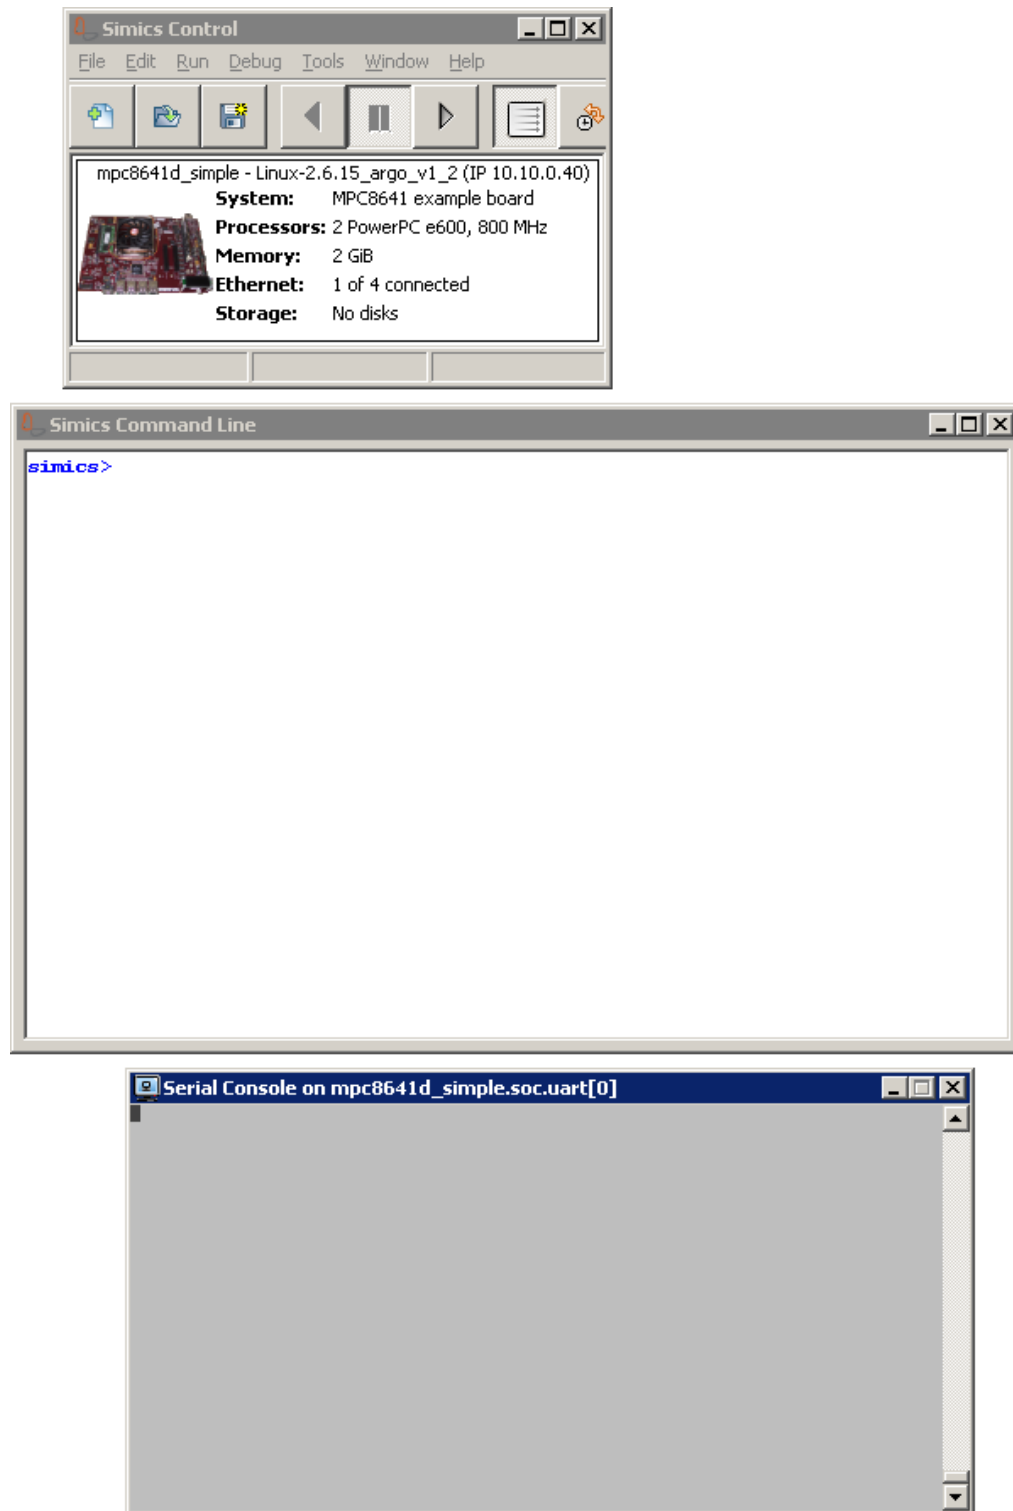 Simics Control
File Edit Run Debug Tools Window Help
mpc8641d_simple - Linux-2.6.15_argo_v1_2 (IP 10.10.0.40)
System: MPC8641 example board
Processors: 2 PowerPC e600, 800 MHz
Memory: 2 GiB
Ethernet: 1 of 4 connected
Storage: No disks
Simics Command Line
simics>
Serial Console on mpc8641d_simple.soc.uart[0]